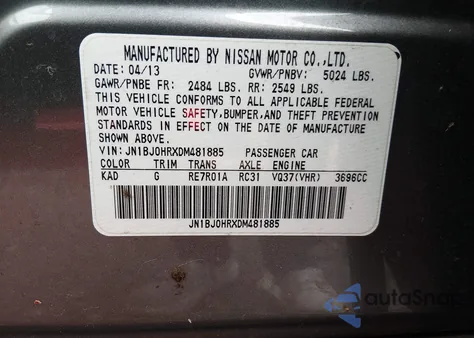 MANUFACTURED BY NISSAN MOTOR CO.,LTD.
DATE: 04/13 GVWR/PNBV: 5024 LBS.
GAWR/PNBE FR: 2484 LBS. RR: 2549 LBS.
THIS VEHICLE CONFORMS TO ALL APPLICABLE FEDERAL
MOTOR VEHICLE SAFETY,BUMPER,AND THEFT PREVENTION
STANDARDS IN EFFECT ON THE DATE OF MANUFACTURE
SHOWN ABOVE.
VIN: JN1BJ0HRXDM481885 PASSENGER CAR
COLOR TRIM TRANS AXLE ENGINE
KAD G RE7R01A RC31 VQ37(VHR) 3696CC
JN1BJ0HRXDM481885
autoSnap